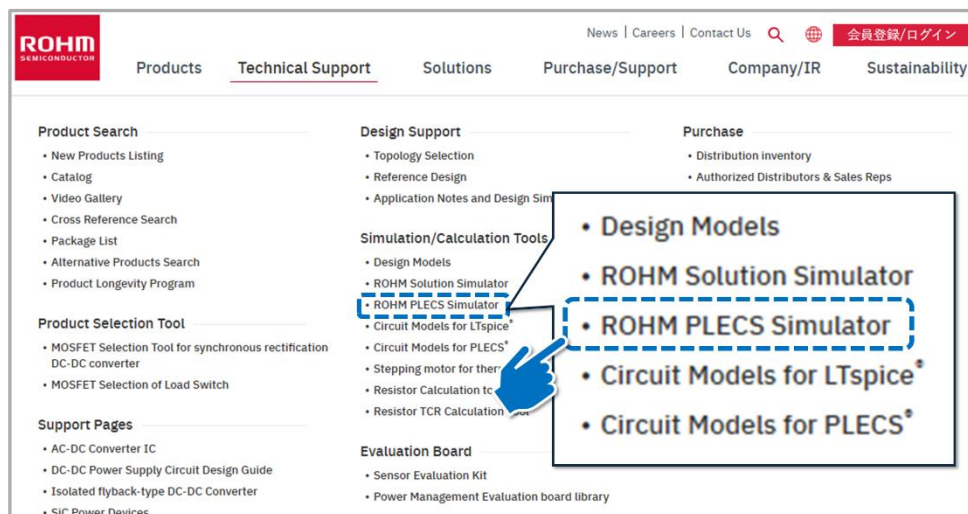 ROHM
SEMICONDUCTOR
News | Careers | Contact Us
会員登録/ログイン
Products
Technical Support
Solutions
Purchase/Support
Company/IR
Sustainability
Product Search
• New Products Listing
• Catalog
• Video Gallery
• Cross Reference Search
• Package List
• Alternative Products Search
• Product Longevity Program
Product Selection Tool
• MOSFET Selection Tool for synchronous rectification
DC-DC converter
• MOSFET Selection of Load Switch
Support Pages
• AC-DC Converter IC
• DC-DC Power Supply Circuit Design Guide
• Isolated flyback-type DC-DC Converter
• SiC Power Devices
Design Support
• Topology Selection
• Reference Design
• Application Notes and Design Sim
Simulation/Calculation Tools
• Design Models
• ROHM Solution Simulator
• ROHM PLECS Simulator
• Circuit Models for LTspice®
• Circuit Models for PLECS®
• Stepping motor for ther
• Resistor Calculation to
• Resistor TCR Calculation Tool
Evaluation Board
• Sensor Evaluation Kit
• Power Management Evaluation board library
Purchase
• Distribution inventory
• Authorized Distributors & Sales Reps
• Design Models
• ROHM Solution Simulator
• ROHM PLECS Simulator
• Circuit Models for LTspice®
• Circuit Models for PLECS®